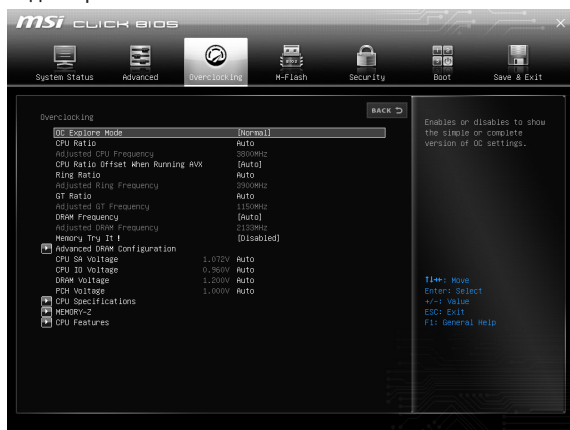 msi CLICK BIOS
System Status Advanced Overclocking M-Flash Security Boot Save & Exit
BACK
Overclocking
OC Explore Mode [Normal]
CPU Ratio Auto
Adjusted CPU Frequency 3800MHz
CPU Ratio Offset When Running AVX [Auto]
Ring Ratio Auto
Adjusted Ring Frequency 3900MHz
GT Ratio Auto
Adjusted GT Frequency 1150MHz
DRAM Frequency [Auto]
Adjusted DRAM Frequency 2133MHz
Memory Try It ! [Disabled]
Advanced DRAM Configuration
CPU SA Voltage 1.072V Auto
CPU IO Voltage 0.960V Auto
DRAM Voltage 1.200V Auto
PCH Voltage 1.000V Auto
CPU Specifications
MEMORY-Z
CPU Features
Enables or disables to show
the simple or complete
version of OC settings.
↑↓←→: Move
Enter: Select
+/-: Value
ESC: Exit
F1: General Help